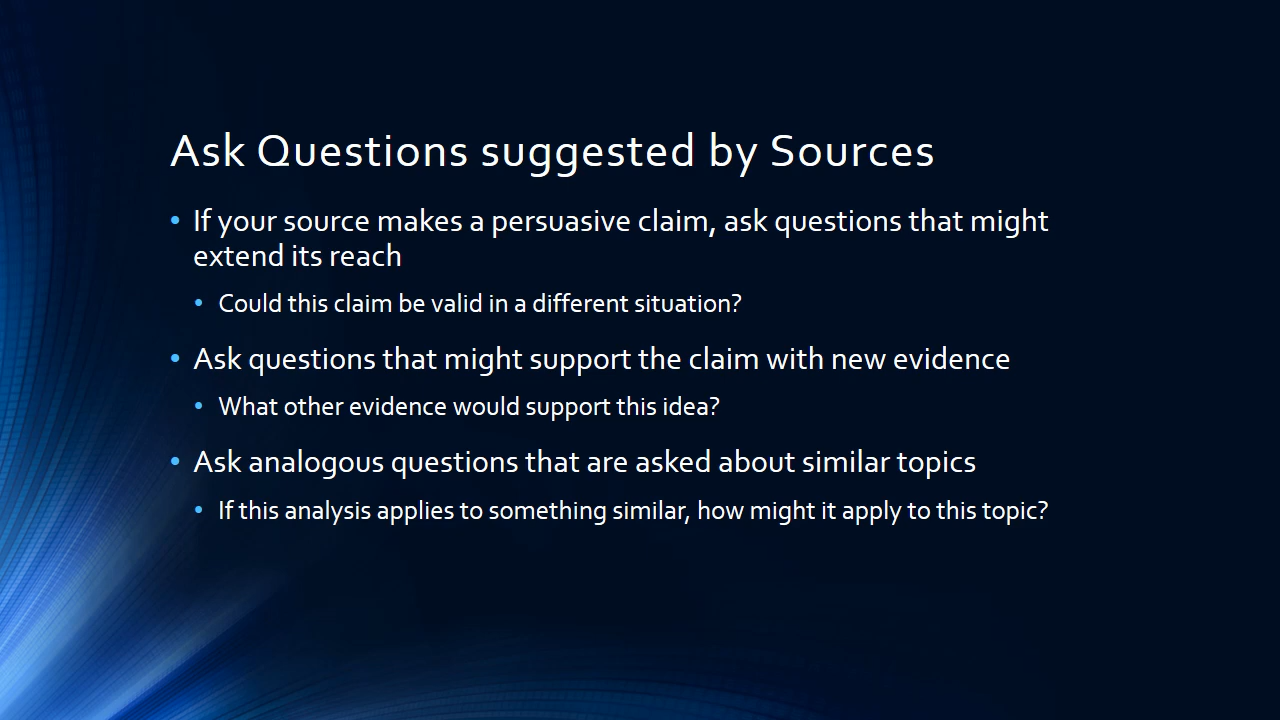 Ask Questions suggested by Sources
• If your source makes a persuasive claim, ask questions that might
extend its reach
• Could this claim be valid in a different situation?
• Ask questions that might support the claim with new evidence
• What other evidence would support this idea?
• Ask analogous questions that are asked about similar topics
• If this analysis applies to something similar, how might it apply to this topic?